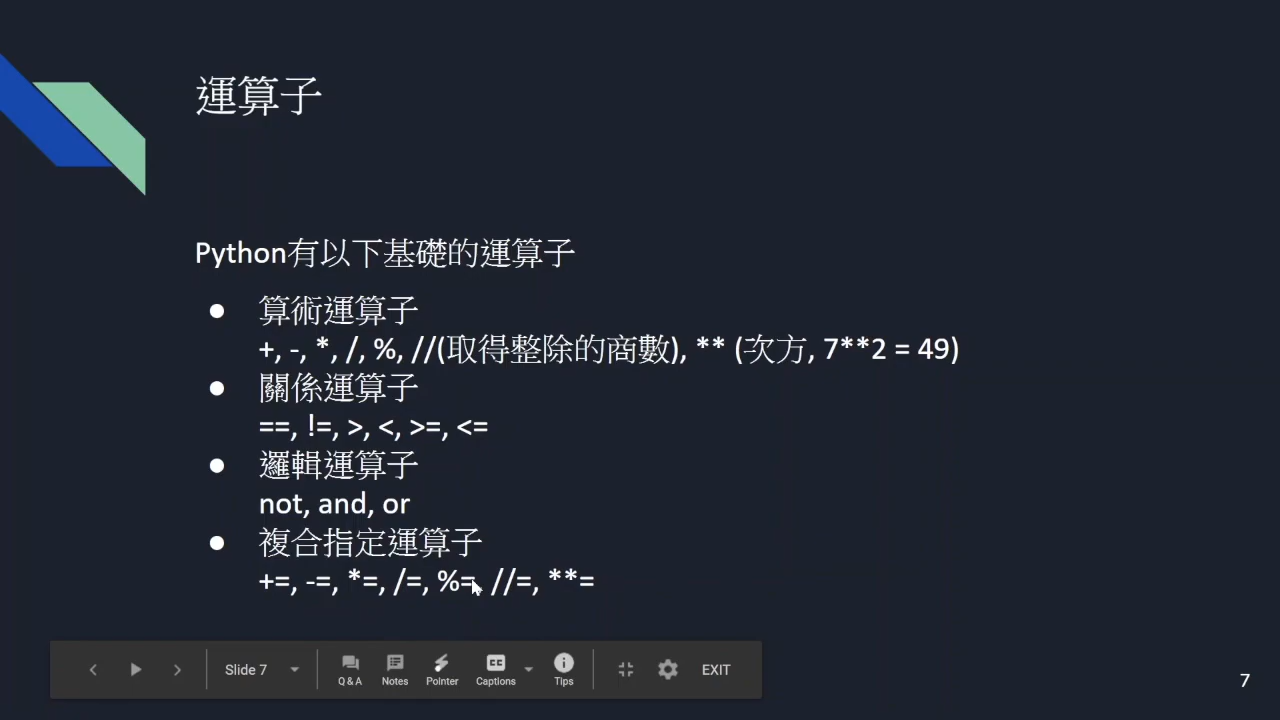 運算子
Python有以下基礎的運算子
● 算術運算子
+, -, *, /, %, //(取得整除的商數), ** (次方, 7**2 = 49)
● 關係運算子
==, !=, >, <, >=, <=
● 邏輯運算子
not, and, or
● 複合指定運算子
+=, -=, *=, /=, %=, //=, **=
Slide 7
Q & A
Notes
Pointer
CC
Captions
Tips
EXIT
7